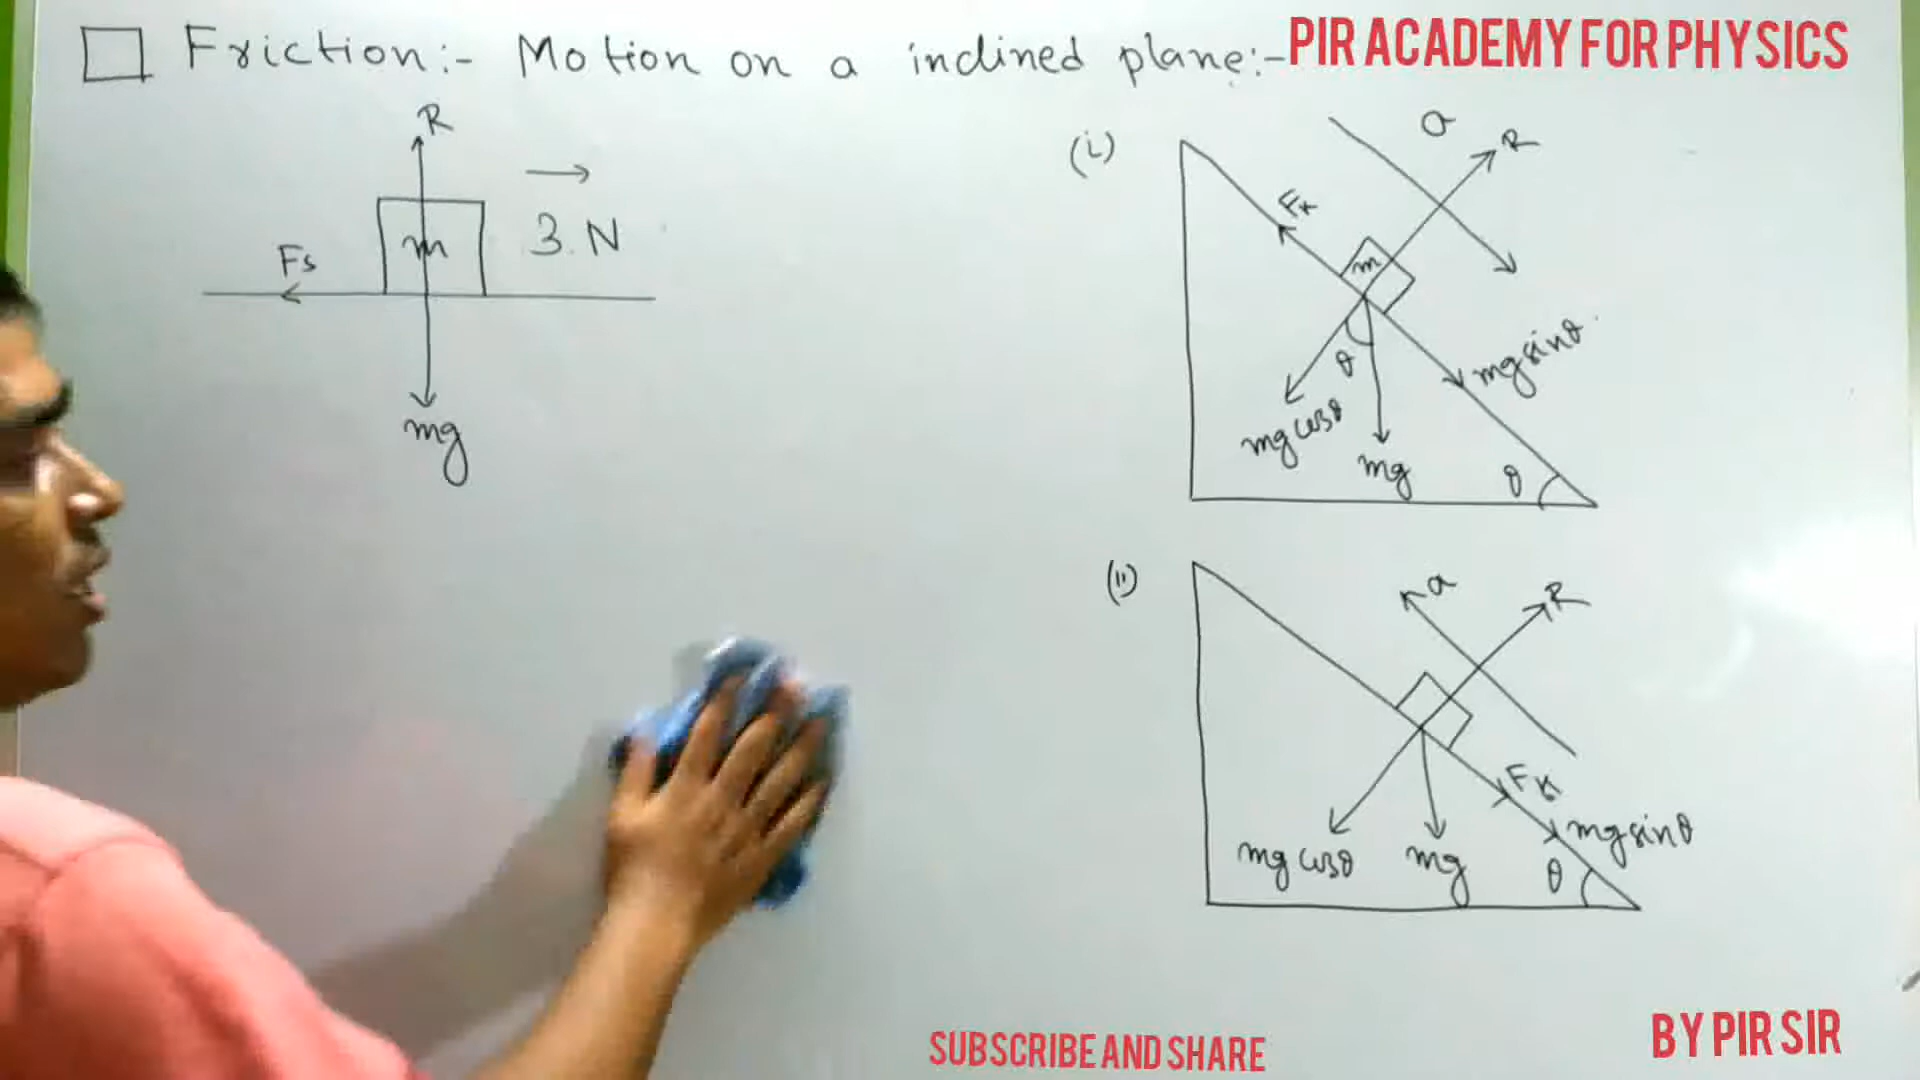 Friction:- Motion on a inclined plane:-
PIR ACADEMY FOR PHYSICS
R
m
3 N
Fs
mg
(i)
a
R
Fk
m
mg sinθ
θ
mg cosθ
mg
θ
(ii)
a
R
Fk
mg sinθ
mg cosθ
mg
θ
SUBSCRIBE AND SHARE
BY PIR SIR